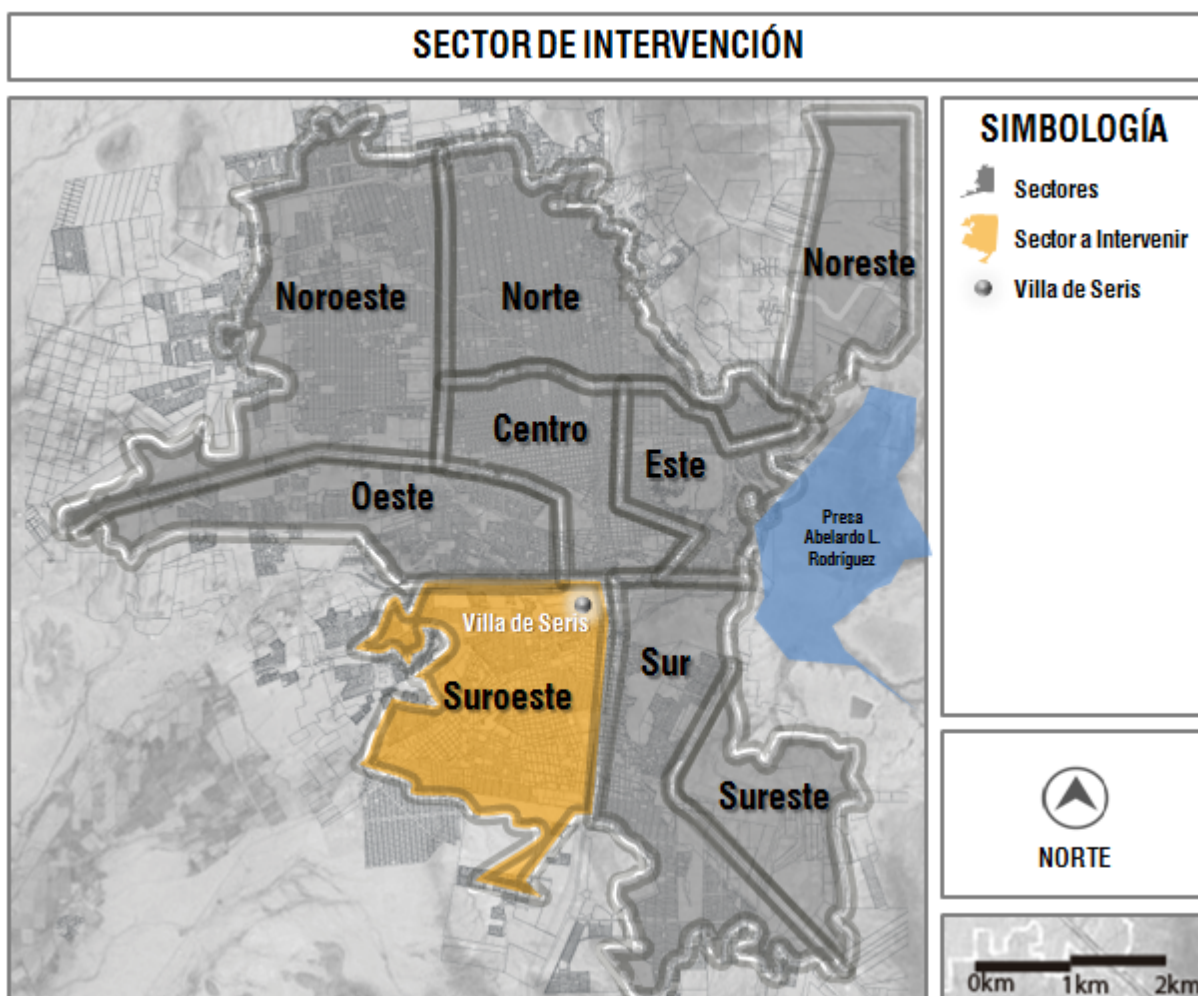 SECTOR DE INTERVENCIÓN
SIMBOLOGÍA
Sectores
Sector a Intervenir
Villa de Seris
Noreste
Noroeste
Norte
Centro
Este
Oeste
Presa
Abelardo L.
Rodríguez
Villa de Seris
Sur
Suroeste
Sureste
NORTE
0km 1km 2km